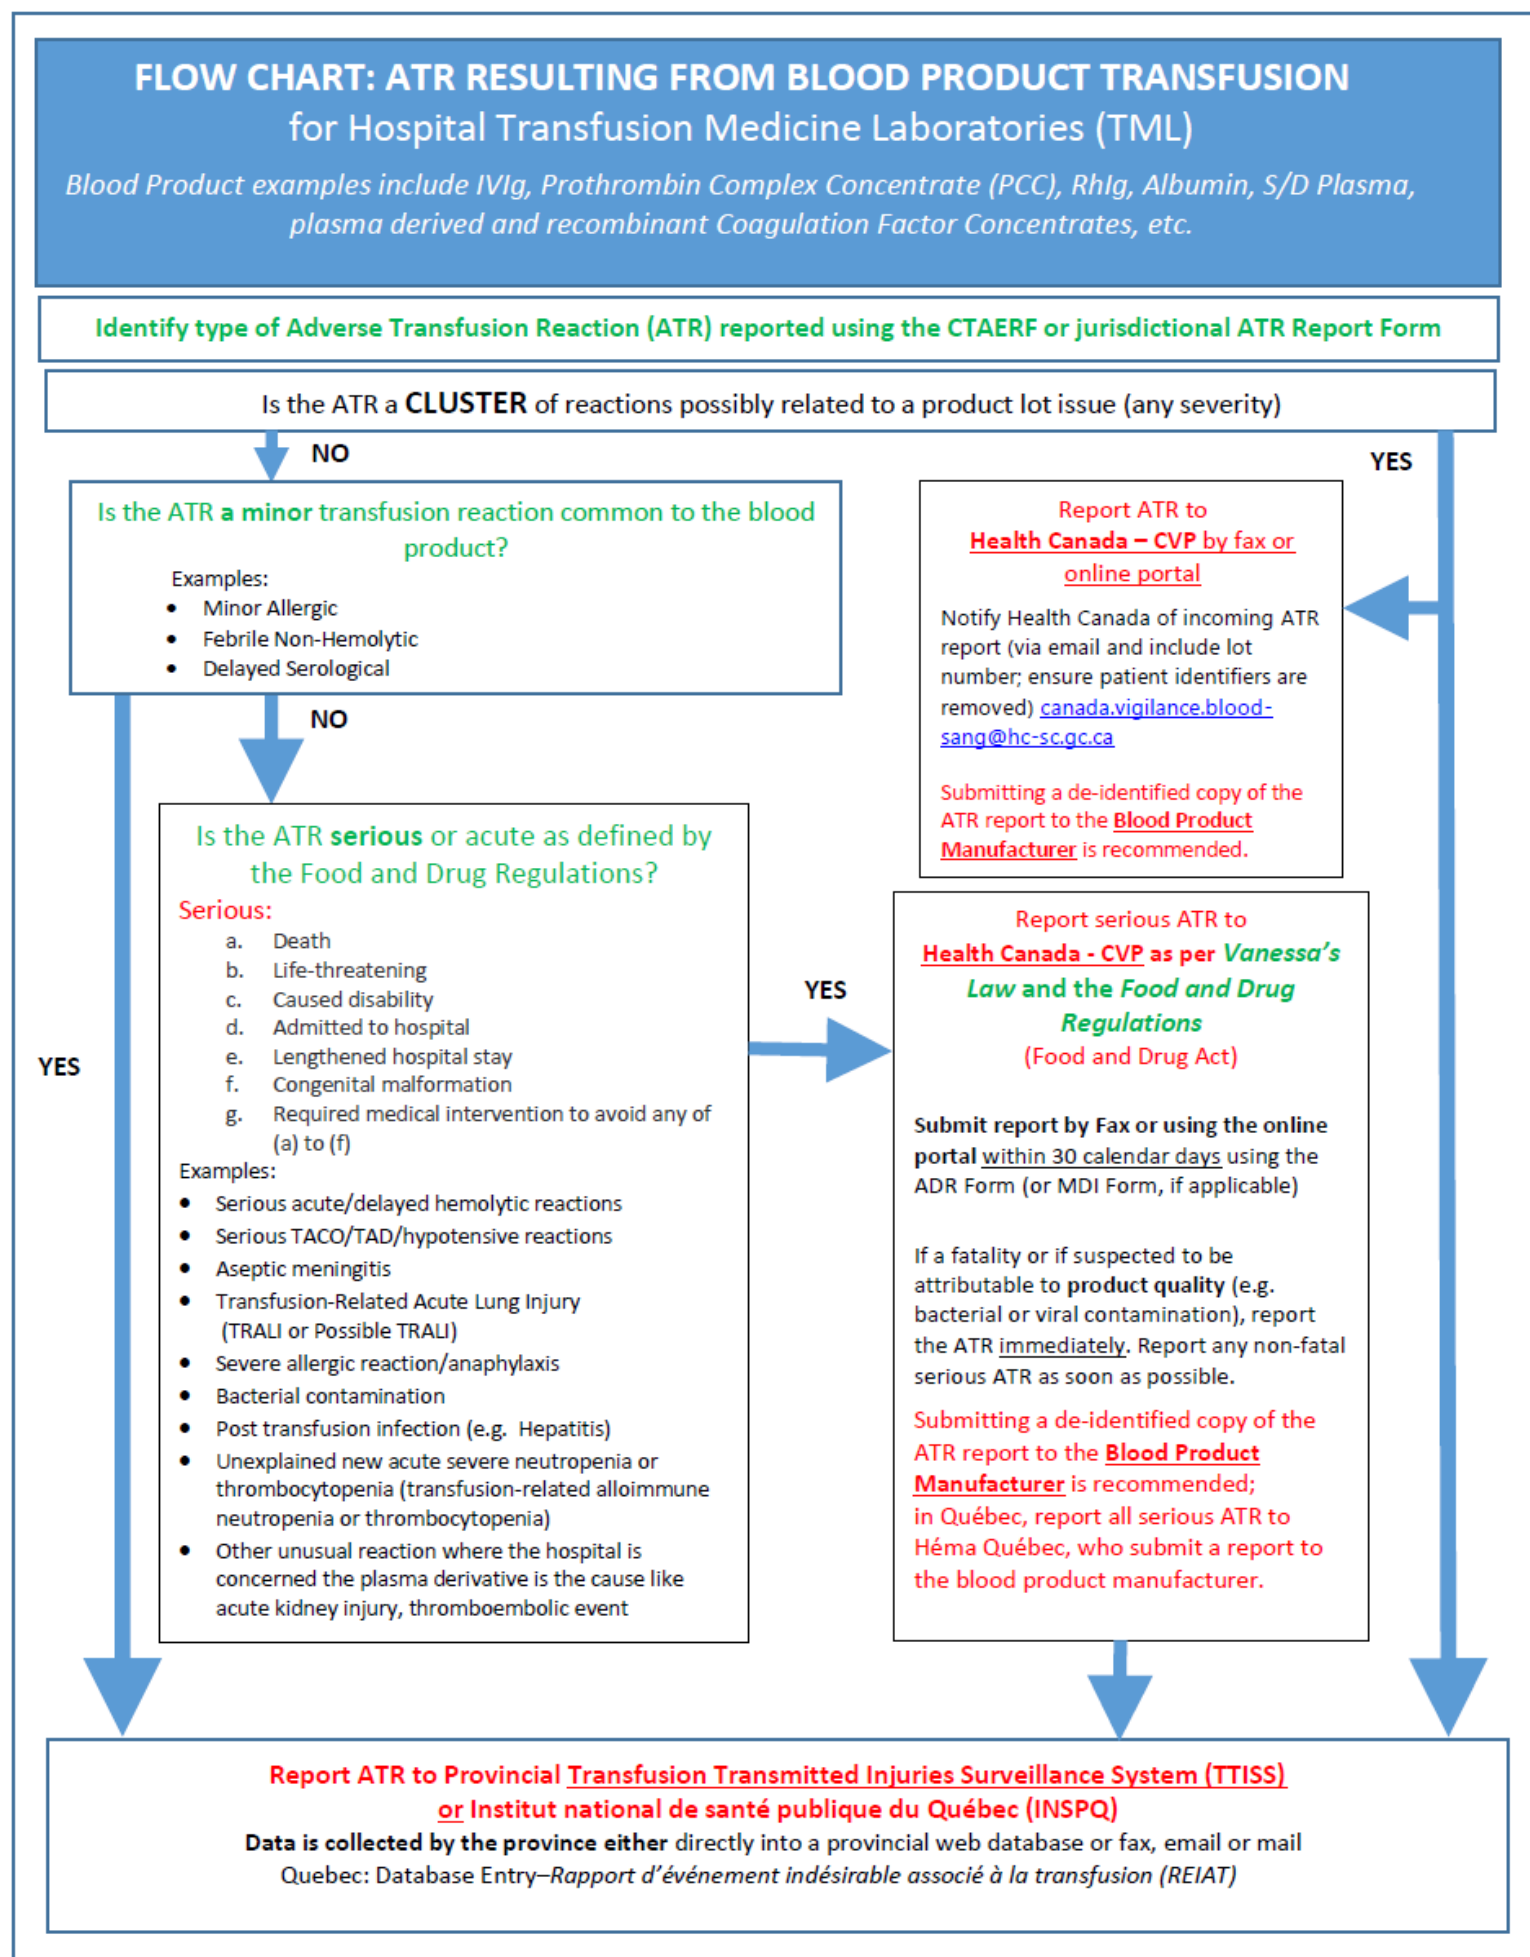 FLOW CHART: ATR RESULTING FROM BLOOD PRODUCT TRANSFUSION
for Hospital Transfusion Medicine Laboratories (TML)
Blood Product examples include IVIg, Prothrombin Complex Concentrate (PCC), RhIg, Albumin, S/D Plasma,
plasma derived and recombinant Coagulation Factor Concentrates, etc.
Identify type of Adverse Transfusion Reaction (ATR) reported using the CTAERF or jurisdictional ATR Report Form
Is the ATR a CLUSTER of reactions possibly related to a product lot issue (any severity)
NO
YES
Is the ATR a minor transfusion reaction common to the blood
product?
Examples:
• Minor Allergic
• Febrile Non-Hemolytic
• Delayed Serological
Report ATR to
Health Canada – CVP by fax or
online portal
Notify Health Canada of incoming ATR
report (via email and include lot
number; ensure patient identifiers are
removed) canada.vigilance.blood-
sang@hc-sc.gc.ca
Submitting a de-identified copy of the
ATR report to the Blood Product
Manufacturer is recommended.
NO
YES
Is the ATR serious or acute as defined by
the Food and Drug Regulations?
Serious:
a. Death
b. Life-threatening
c. Caused disability
d. Admitted to hospital
e. Lengthened hospital stay
f. Congenital malformation
g. Required medical intervention to avoid any of
(a) to (f)
Examples:
• Serious acute/delayed hemolytic reactions
• Serious TACO/TAD/hypotensive reactions
• Aseptic meningitis
• Transfusion-Related Acute Lung Injury
(TRALI or Possible TRALI)
• Severe allergic reaction/anaphylaxis
• Bacterial contamination
• Post transfusion infection (e.g. Hepatitis)
• Unexplained new acute severe neutropenia or
thrombocytopenia (transfusion-related alloimmune
neutropenia or thrombocytopenia)
• Other unusual reaction where the hospital is
concerned the plasma derivative is the cause like
acute kidney injury, thromboembolic event
YES
Report serious ATR to
Health Canada - CVP as per Vanessa's
Law and the Food and Drug
Regulations
(Food and Drug Act)
Submit report by Fax or using the online
portal within 30 calendar days using the
ADR Form (or MDI Form, if applicable)
If a fatality or if suspected to be
attributable to product quality (e.g.
bacterial or viral contamination), report
the ATR immediately. Report any non-fatal
serious ATR as soon as possible.
Submitting a de-identified copy of the
ATR report to the Blood Product
Manufacturer is recommended;
in Québec, report all serious ATR to
Héma Québec, who submit a report to
the blood product manufacturer.
Report ATR to Provincial Transfusion Transmitted Injuries Surveillance System (TTISS)
or Institut national de santé publique du Québec (INSPQ)
Data is collected by the province either directly into a provincial web database or fax, email or mail
Quebec: Database Entry–Rapport d'événement indésirable associé à la transfusion (REIAT)